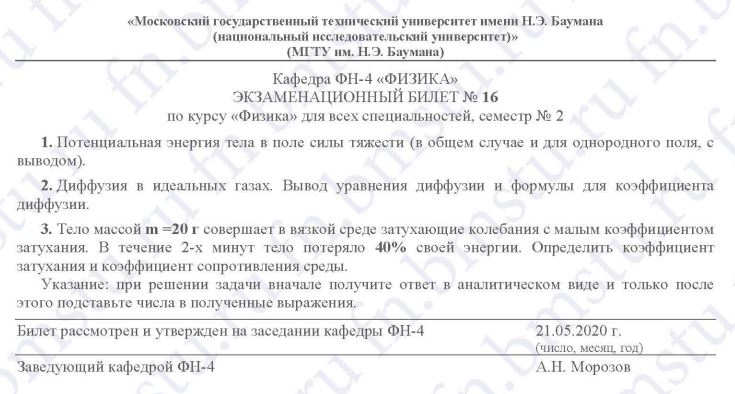 «Московский государственный технический университет имени Н.Э. Баумана
(национальный исследовательский университет)»
(МГТУ им. Н.Э. Баумана)
Кафедра ФН-4 «ФИЗИКА»
ЭКЗАМЕНАЦИОННЫЙ БИЛЕТ № 16
по курсу «Физика» для всех специальностей, семестр № 2
1. Потенциальная энергия тела в поле силы тяжести (в общем случае и для однородного поля, с
выводом).
2. Диффузия в идеальных газах. Вывод уравнения диффузии и формулы для коэффициента
диффузии.
3. Тело массой m =20 г совершает в вязкой среде затухающие колебания с малым коэффициентом
затухания. В течение 2-х минут тело потеряло 40% своей энергии. Определить коэффициент
затухания и коэффициент сопротивления среды.
Указание: при решении задачи вначале получите ответ в аналитическом виде и только после
этого подставьте числа в полученные выражения.
Билет рассмотрен и утвержден на заседании кафедры ФН-4 21.05.2020 г.
(число, месяц, год)
Заведующий кафедрой ФН-4 А.Н. Морозов
fn.bmstu.ru